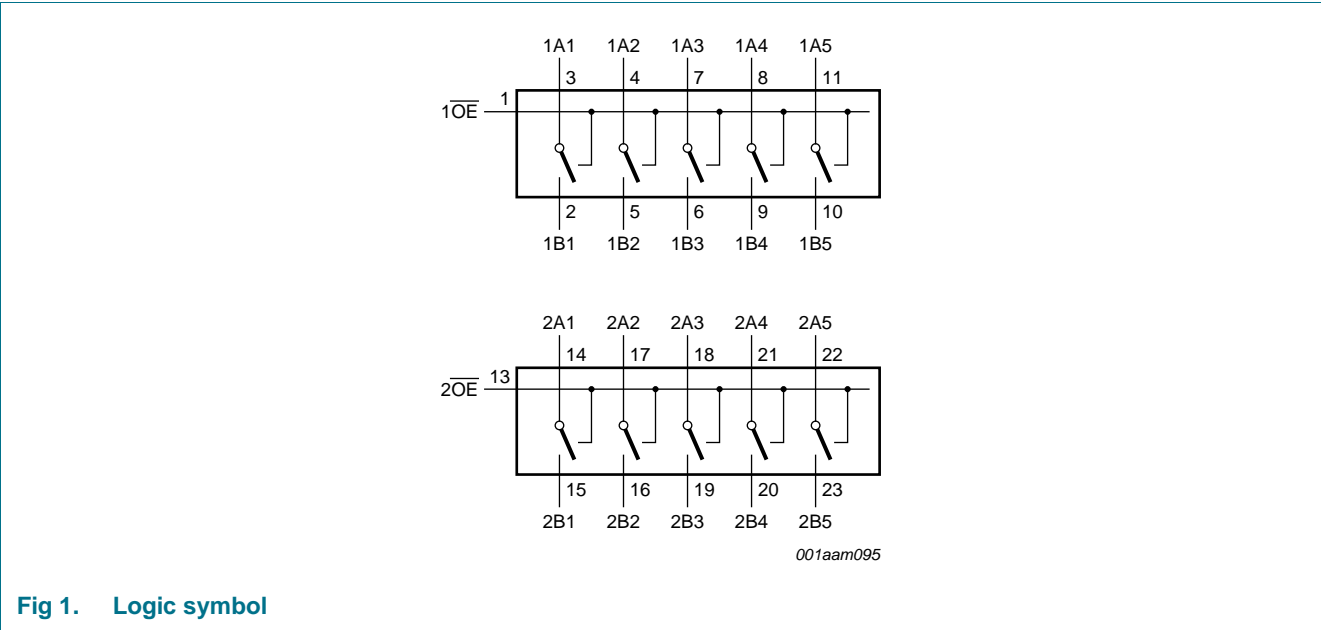 1A1 1A2 1A3 1A4 1A5
3 4 7 8 11
1
1O̅E̅
2 5 6 9 10
1B1 1B2 1B3 1B4 1B5
2A1 2A2 2A3 2A4 2A5
14 17 18 21 22
13
2O̅E̅
15 16 19 20 23
2B1 2B2 2B3 2B4 2B5
001aam095
Fig 1. Logic symbol